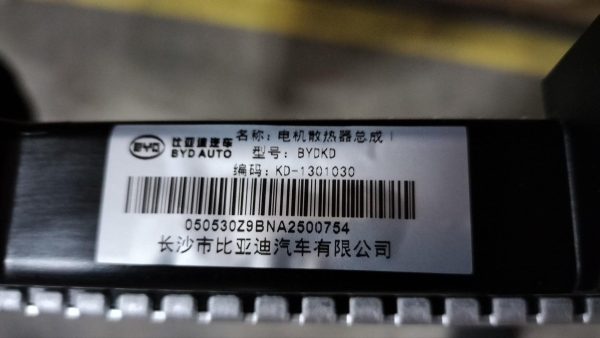 BYD
比亚迪汽车
BYD AUTO
名称：电机散热器总成
型号：BYDKD
编码：KD-1301030
050530Z9BNA2500754
长沙市比亚迪汽车有限公司